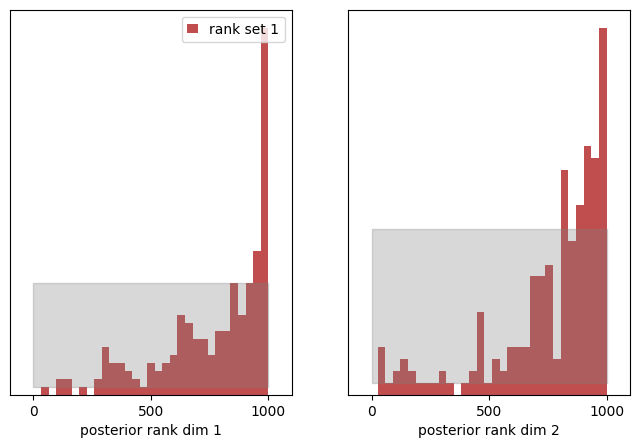 rank set 1
0 500 1000 0 500 1000
posterior rank dim 1 posterior rank dim 2